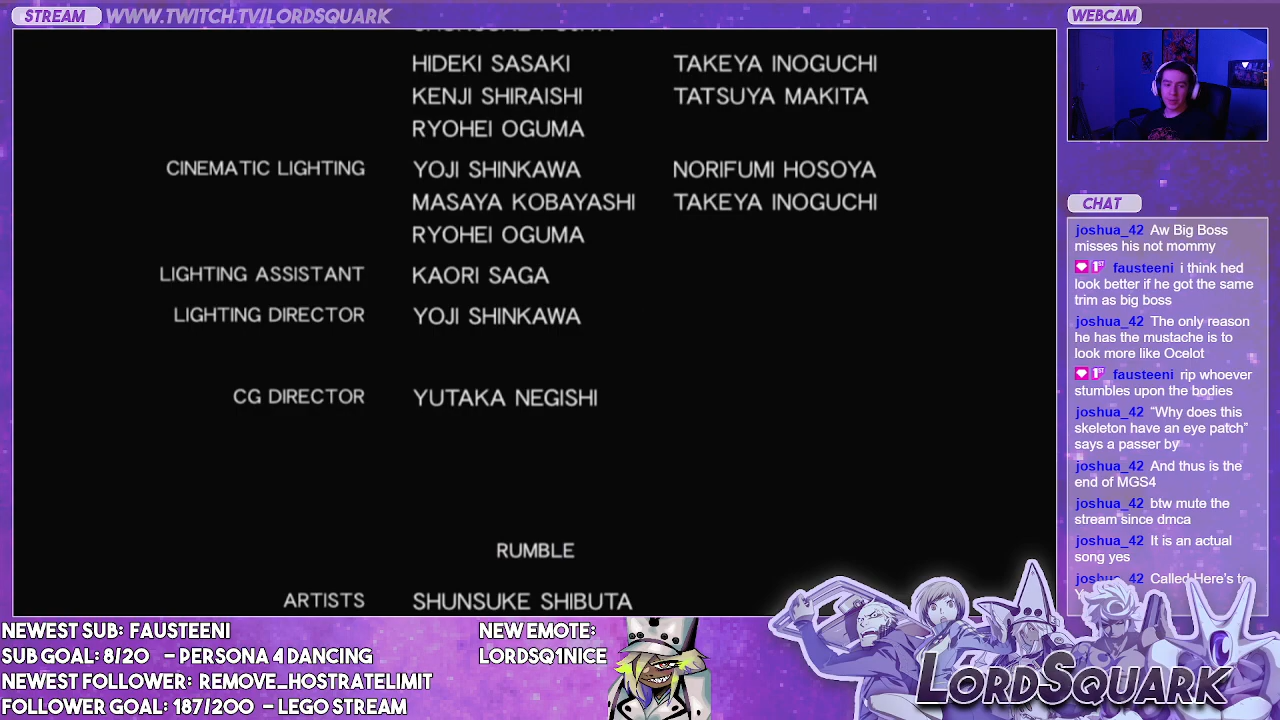 STREAM WWW.TWITCH.TV/LORDSQUARK
WEBCAM
HIDEKI SASAKI TAKEYA INOGUCHI
KENJI SHIRAISHI TATSUYA MAKITA
RYOHEI OGUMA
CINEMATIC LIGHTING YOJI SHINKAWA NORIFUMI HOSOYA
MASAYA KOBAYASHI TAKEYA INOGUCHI
RYOHEI OGUMA
LIGHTING ASSISTANT KAORI SAGA
LIGHTING DIRECTOR YOJI SHINKAWA
CG DIRECTOR YUTAKA NEGISHI
RUMBLE
ARTISTS SHUNSUKE SHIBUTA
CHAT
joshua_42 Aw Big Boss
misses his not mommy
1ST fausteeni i think hed
look better if he got the same
trim as big boss
joshua_42 The only reason
he has the mustache is to
look more like Ocelot
1ST fausteeni rip whoever
stumbles upon the bodies
joshua_42 “Why does this
skeleton have an eye patch”
says a passer by
joshua_42 And thus is the
end of MGS4
joshua_42 btw mute the
stream since dmca
joshua_42 It is an actual
song yes
joshua_42 Called Here's to
NEWEST SUB: FAUSTEENI
SUB GOAL: 8/20 - PERSONA 4 DANCING
NEWEST FOLLOWER: REMOVE_HOSTRATELIMIT
FOLLOWER GOAL: 187/200 - LEGO STREAM
NEW EMOTE:
LORDSQ1NICE
LORDSQUARK